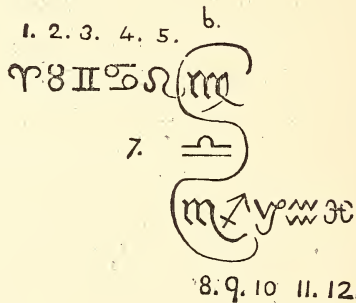 6.
1. 2. 3. 4. 5.
♈♉♊♋♌♍
7. ♎
♏♐♑♒♓
8. 9. 10 11. 12.